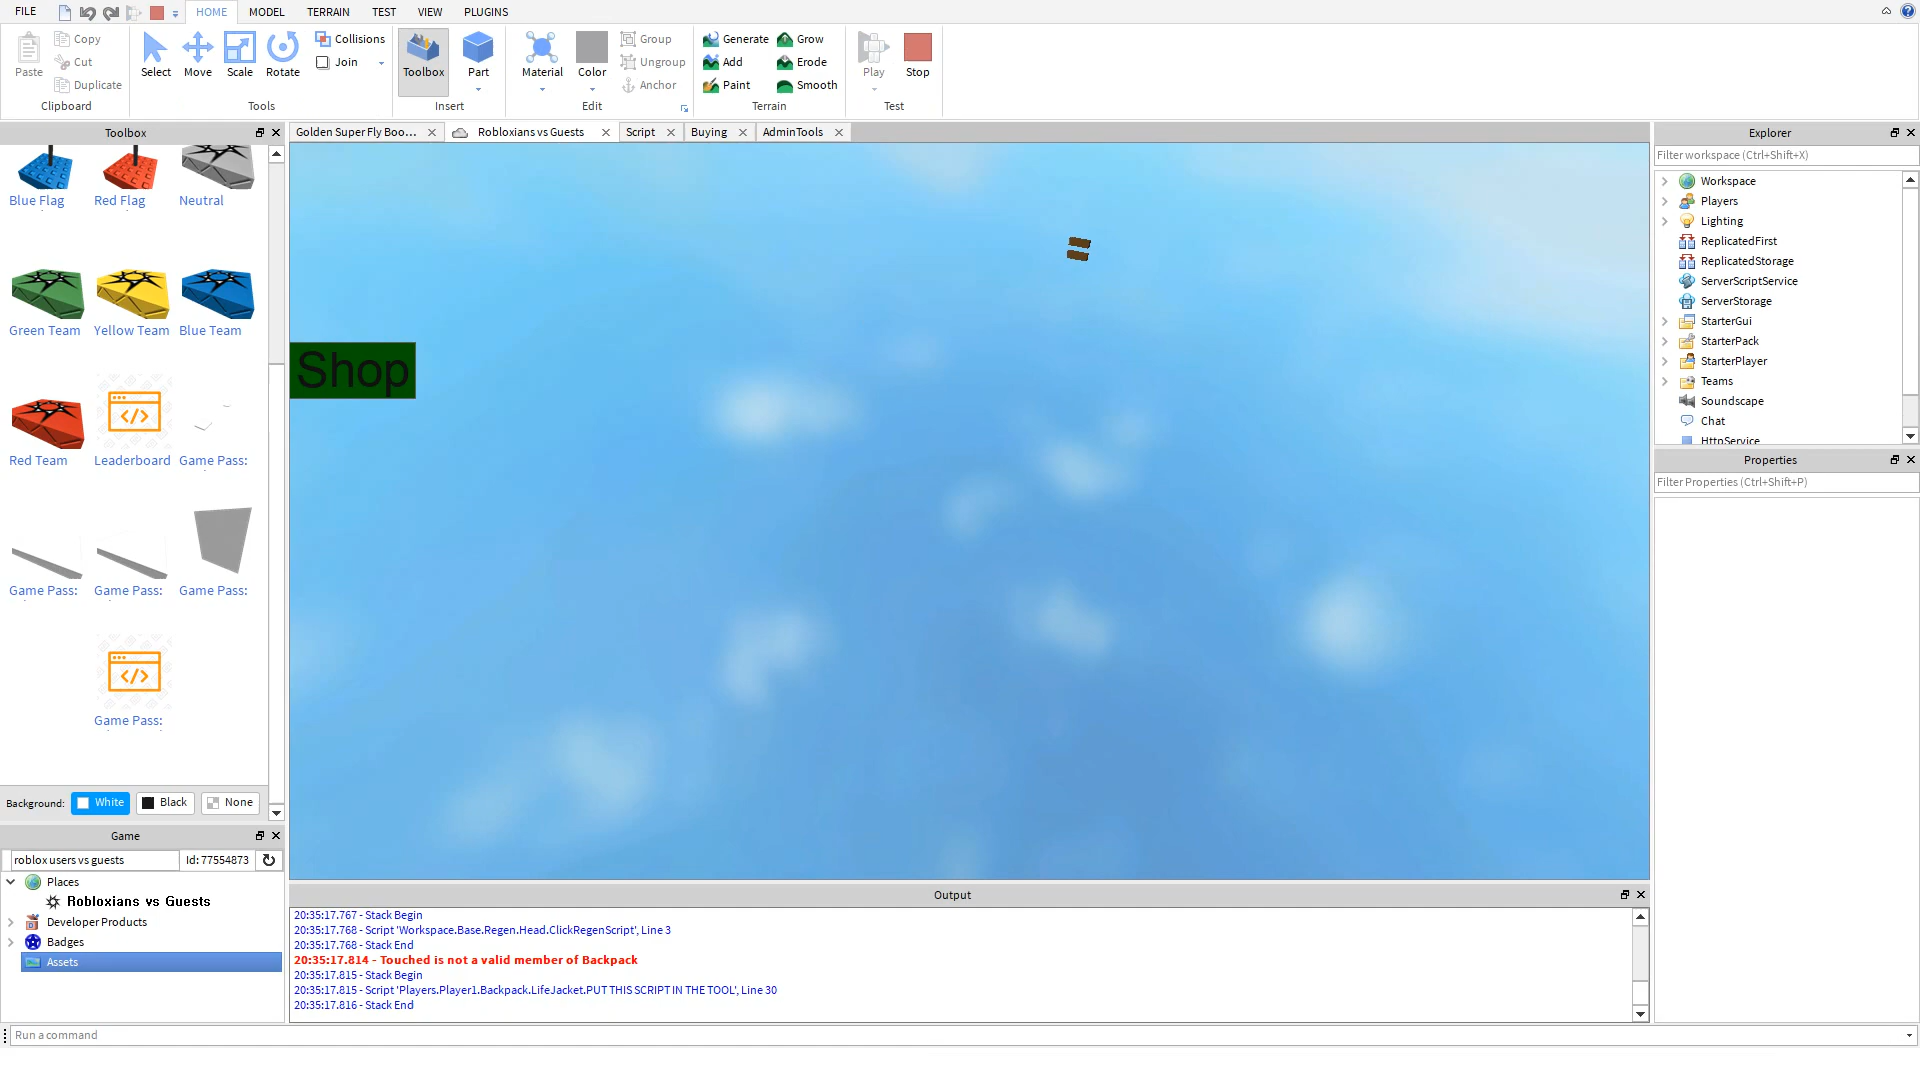 FILE HOME MODEL TERRAIN TEST VIEW PLUGINS
Paste Copy Cut Duplicate
Clipboard
Select Move Scale Rotate Collisions Join
Tools
Toolbox Part
Insert
Material Color Group Ungroup Anchor
Edit
Generate Grow
Add Erode
Paint Smooth
Terrain
Play Stop
Test
Toolbox
Blue Flag Red Flag Neutral
Green Team Yellow Team Blue Team
Red Team Leaderboard Game Pass:
Game Pass: Game Pass: Game Pass:
Game Pass:
Background: White Black None
Game
roblox users vs guests Id: 77554873
Places
Robloxians vs Guests
Developer Products
Badges
Assets
Golden Super Fly Boo... Robloxians vs Guests Script Buying AdminTools
Shop
Output
20:35:17.767 - Stack Begin
20:35:17.768 - Script 'Workspace.Base.Regen.Head.ClickRegenScript', Line 3
20:35:17.768 - Stack End
20:35:17.814 - Touched is not a valid member of Backpack
20:35:17.815 - Stack Begin
20:35:17.815 - Script 'Players.Player1.Backpack.LifeJacket.PUT THIS SCRIPT IN THE TOOL', Line 30
20:35:17.816 - Stack End
Explorer
Filter workspace (Ctrl+Shift+X)
Workspace
Players
Lighting
ReplicatedFirst
ReplicatedStorage
ServerScriptService
ServerStorage
StarterGui
StarterPack
StarterPlayer
Teams
Soundscape
Chat
HttpService
Properties
Filter Properties (Ctrl+Shift+P)
Run a command